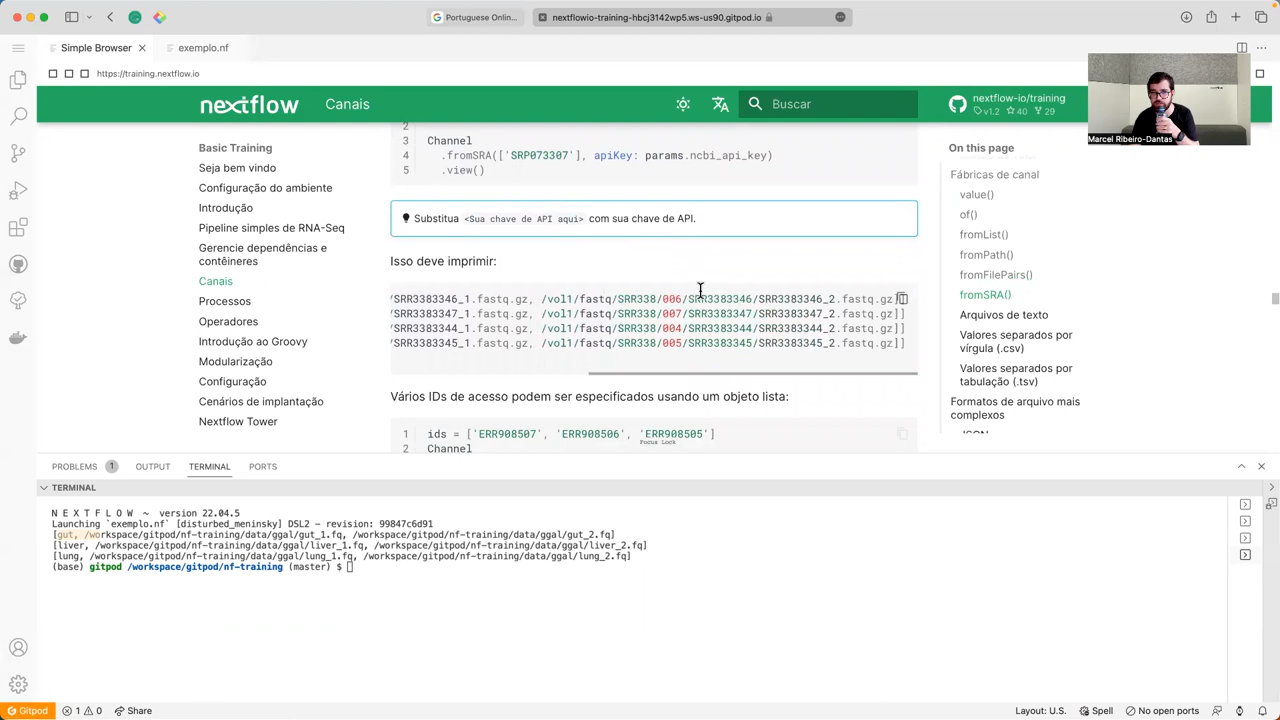 Portuguese Onlin...
nextflowio-training-hbcj3142wp5.ws-us90.gitpod.io
Simple Browser
exemplo.nf
https://training.nextflow.io
nextflow
Canais
Buscar
nextflow-io/training
v1.2 40 29
Marcel Ribeiro-Dantas
Basic Training
Seja bem vindo
Configuração do ambiente
Introdução
Pipeline simples de RNA-Seq
Gerencie dependências e
contêineres
Canais
Processos
Operadores
Introdução ao Groovy
Modularização
Configuração
Cenários de implantação
Nextflow Tower
2
3 Channel
4 .fromSRA(['SRP073307'], apiKey: params.ncbi_api_key)
5 .view()
Substitua <Sua chave de API aqui> com sua chave de API.
Isso deve imprimir:
/SRR3383346_1.fastq.gz, /vol1/fastq/SRR338/006/SRR3383346/SRR3383346_2.fastq.gz]]
/SRR3383347_1.fastq.gz, /vol1/fastq/SRR338/007/SRR3383347/SRR3383347_2.fastq.gz]]
/SRR3383344_1.fastq.gz, /vol1/fastq/SRR338/004/SRR3383344/SRR3383344_2.fastq.gz]]
/SRR3383345_1.fastq.gz, /vol1/fastq/SRR338/005/SRR3383345/SRR3383345_2.fastq.gz]]
Vários IDs de acesso podem ser especificados usando um objeto lista:
1 ids = ['ERR908507', 'ERR908506', 'ERR908505']
Focus Lock
2 Channel
On this page
Fábricas de canal
value()
of()
fromList()
fromPath()
fromFilePairs()
fromSRA()
Arquivos de texto
Valores separados por
vírgula (.csv)
Valores separados por
tabulação (.tsv)
Formatos de arquivo mais
complexos
JSON
PROBLEMS 1 OUTPUT TERMINAL PORTS
TERMINAL
N E X T F L O W ~ version 22.04.5
Launching `exemplo.nf` [disturbed_meninsky] DSL2 - revision: 99847c6d91
[gut, /workspace/gitpod/nf-training/data/ggal/gut_1.fq, /workspace/gitpod/nf-training/data/ggal/gut_2.fq]
[liver, /workspace/gitpod/nf-training/data/ggal/liver_1.fq, /workspace/gitpod/nf-training/data/ggal/liver_2.fq]
[lung, /workspace/gitpod/nf-training/data/ggal/lung_1.fq, /workspace/gitpod/nf-training/data/ggal/lung_2.fq]
(base) gitpod /workspace/gitpod/nf-training (master) $
Gitpod 1 0 Share Layout: U.S. Spell No open ports